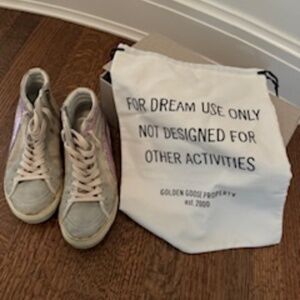 FOR DREAM USE ONLY
NOT DESIGNED FOR
OTHER ACTIVITIES
GOLDEN GOOSE PROPERTY
est. 2000